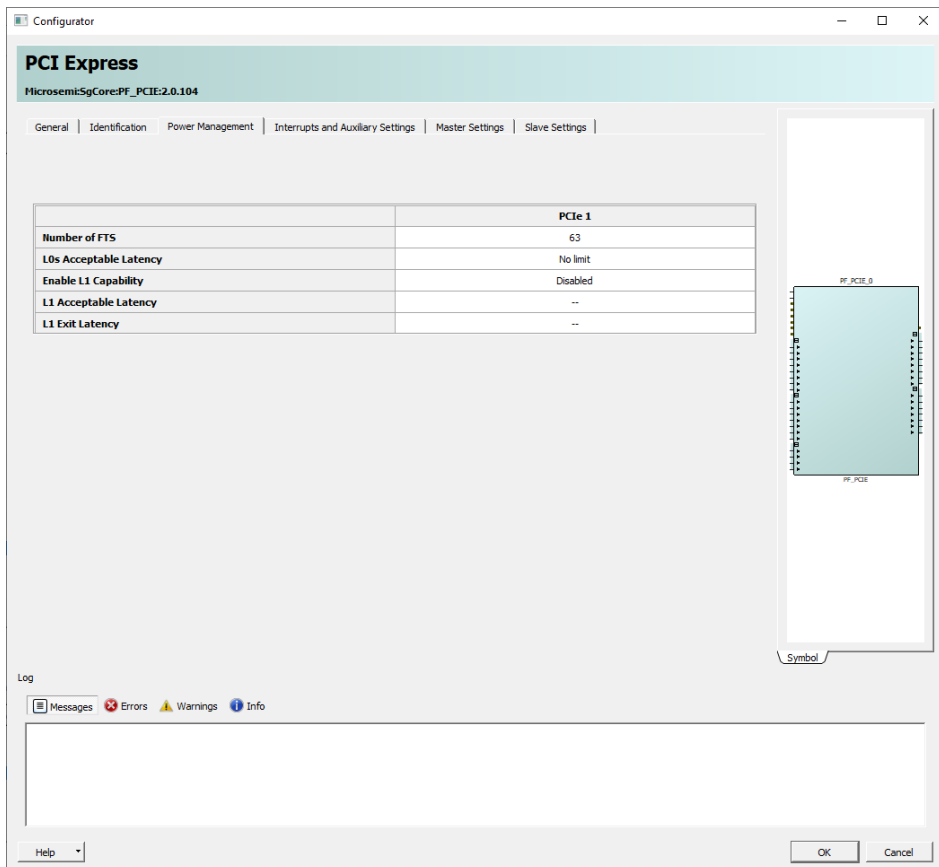 Configurator
PCI Express
Microsemi:SgCore:PF_PCIE:2.0.104
General Identification Power Management Interrupts and Auxiliary Settings Master Settings Slave Settings
PCIe 1
Number of FTS 63
L0s Acceptable Latency No limit
Enable L1 Capability Disabled
L1 Acceptable Latency --
L1 Exit Latency --
PF_PCIE_0
PF_PCIE
Symbol
Log
Messages Errors Warnings Info
Help OK Cancel